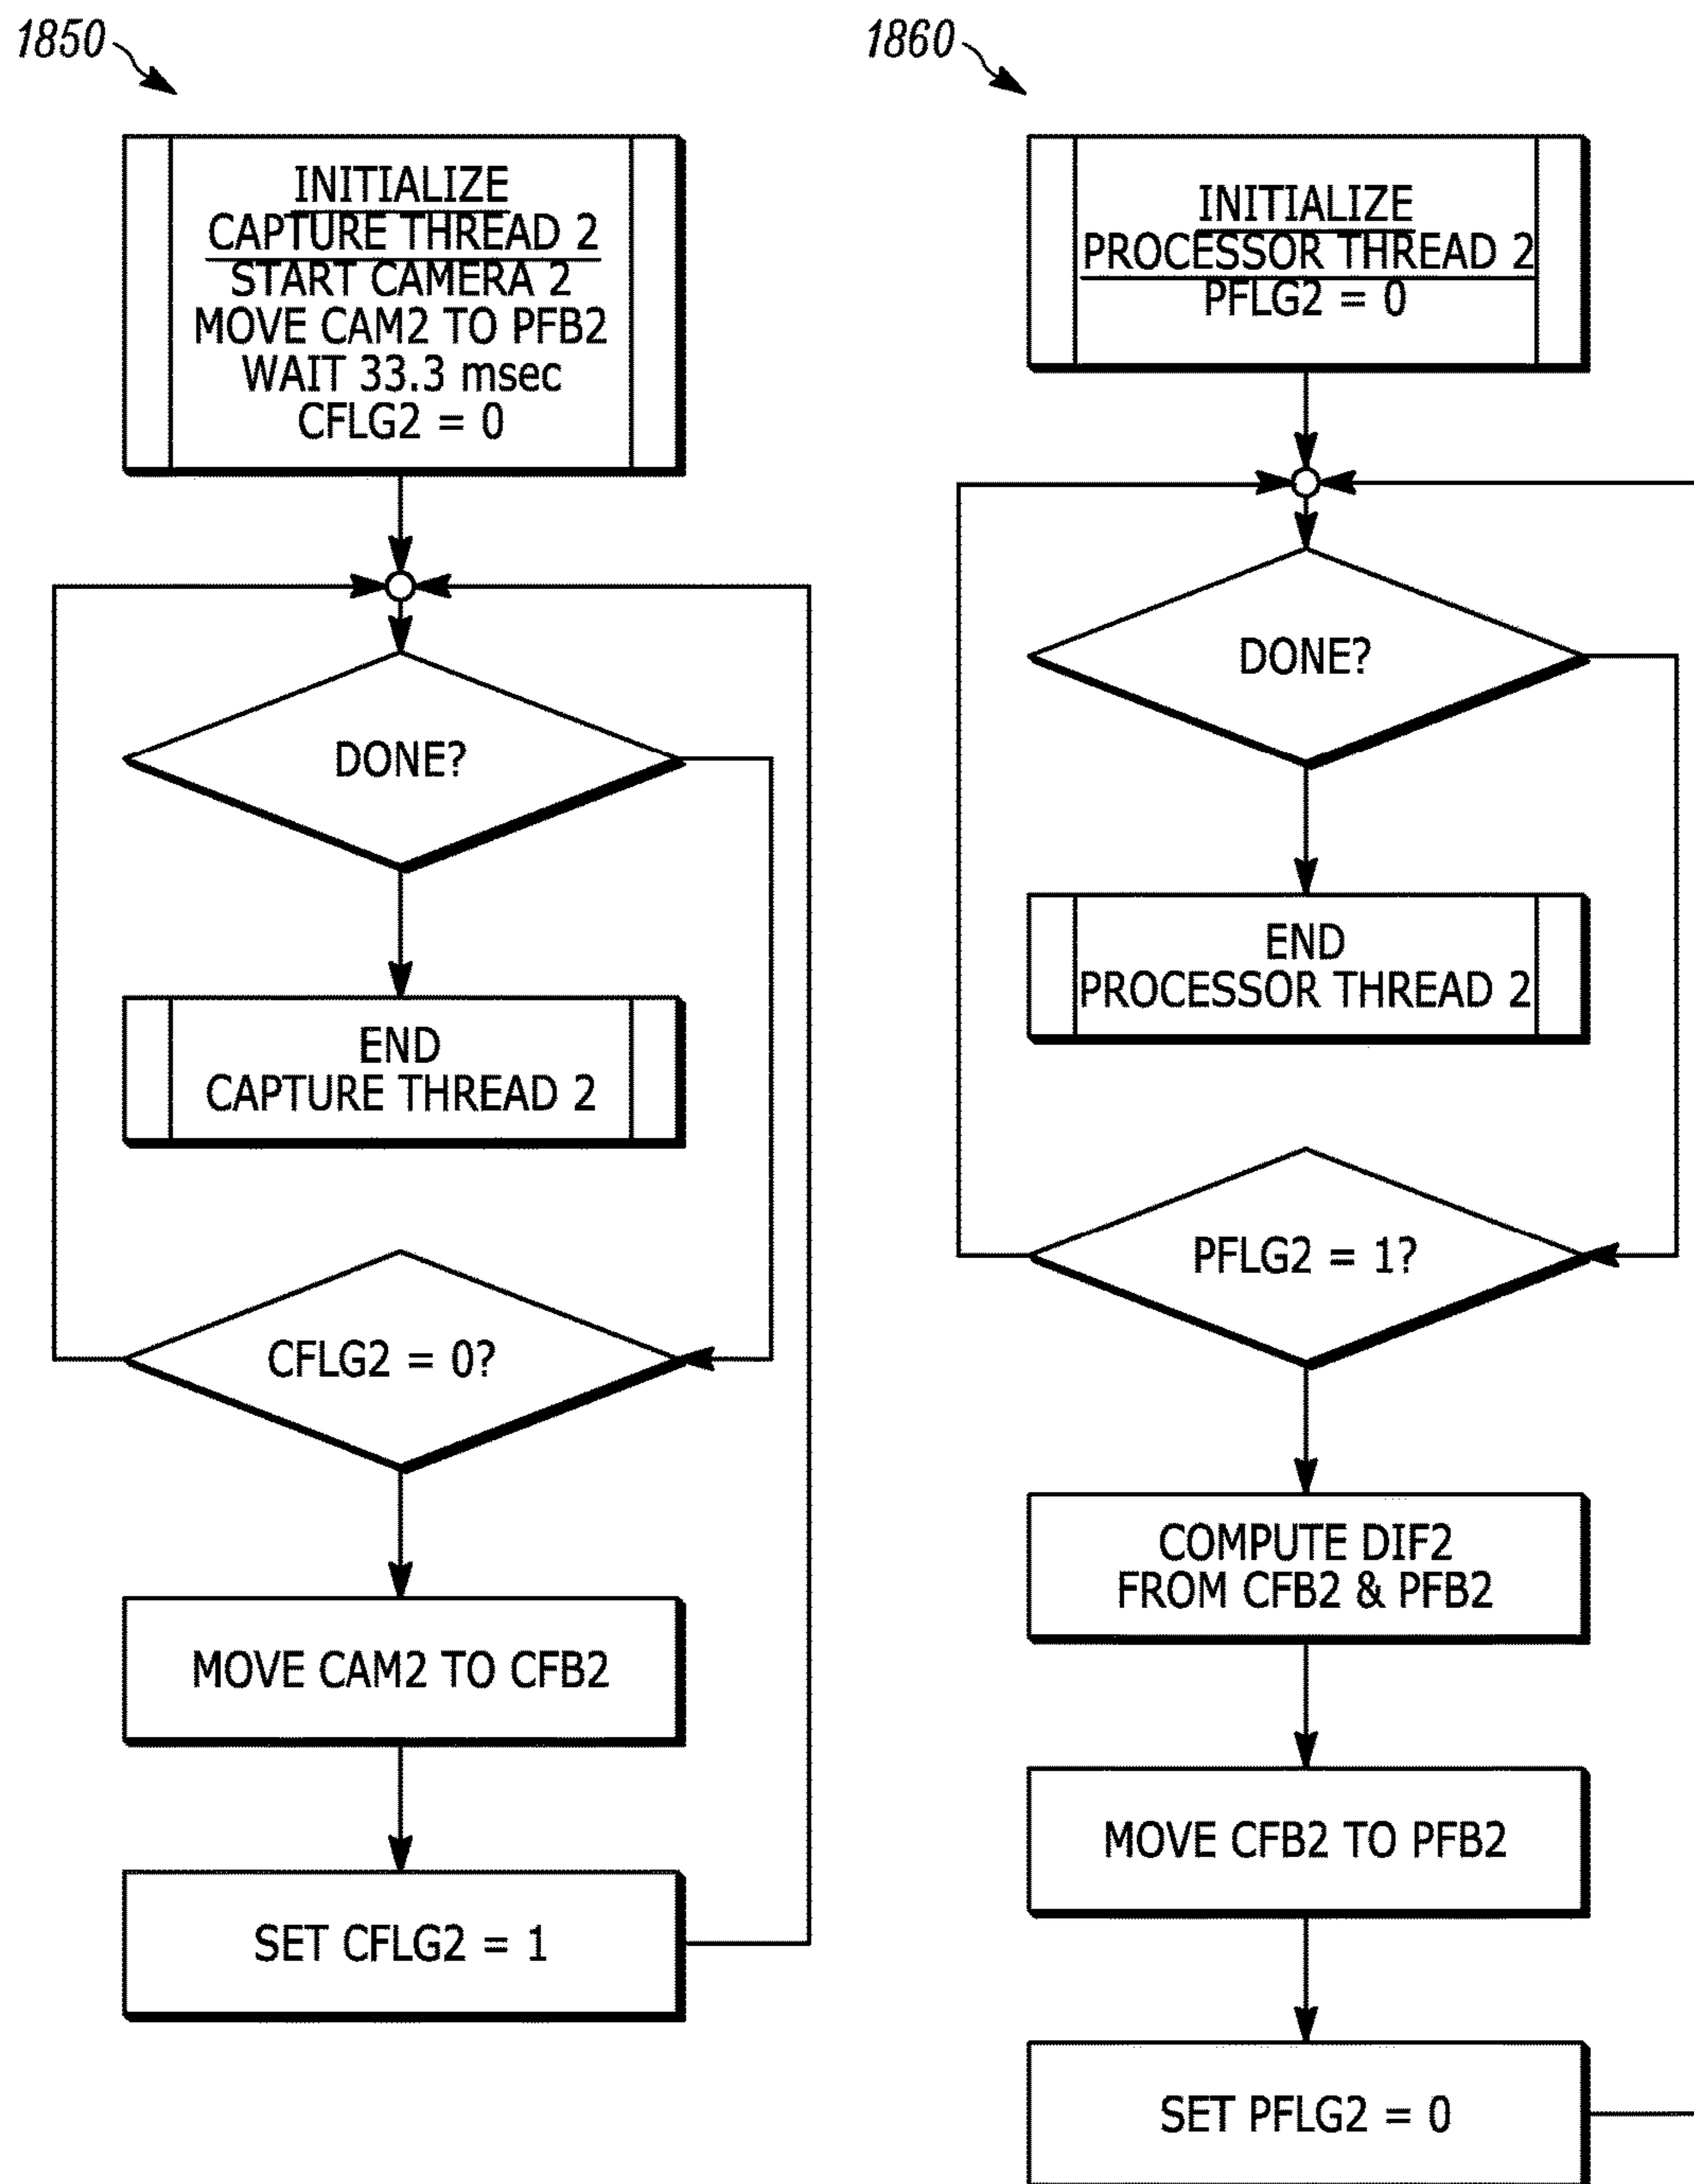 1850
INITIALIZE
CAPTURE THREAD 2
START CAMERA 2
MOVE CAM2 TO PFB2
WAIT 33.3 msec
CFLG2 = 0
DONE?
END
CAPTURE THREAD 2
CFLG2 = 0?
MOVE CAM2 TO CFB2
SET CFLG2 = 1
1860
INITIALIZE
PROCESSOR THREAD 2
PFLG2 = 0
DONE?
END
PROCESSOR THREAD 2
PFLG2 = 1?
COMPUTE DIF2
FROM CFB2 & PFB2
MOVE CFB2 TO PFB2
SET PFLG2 = 0